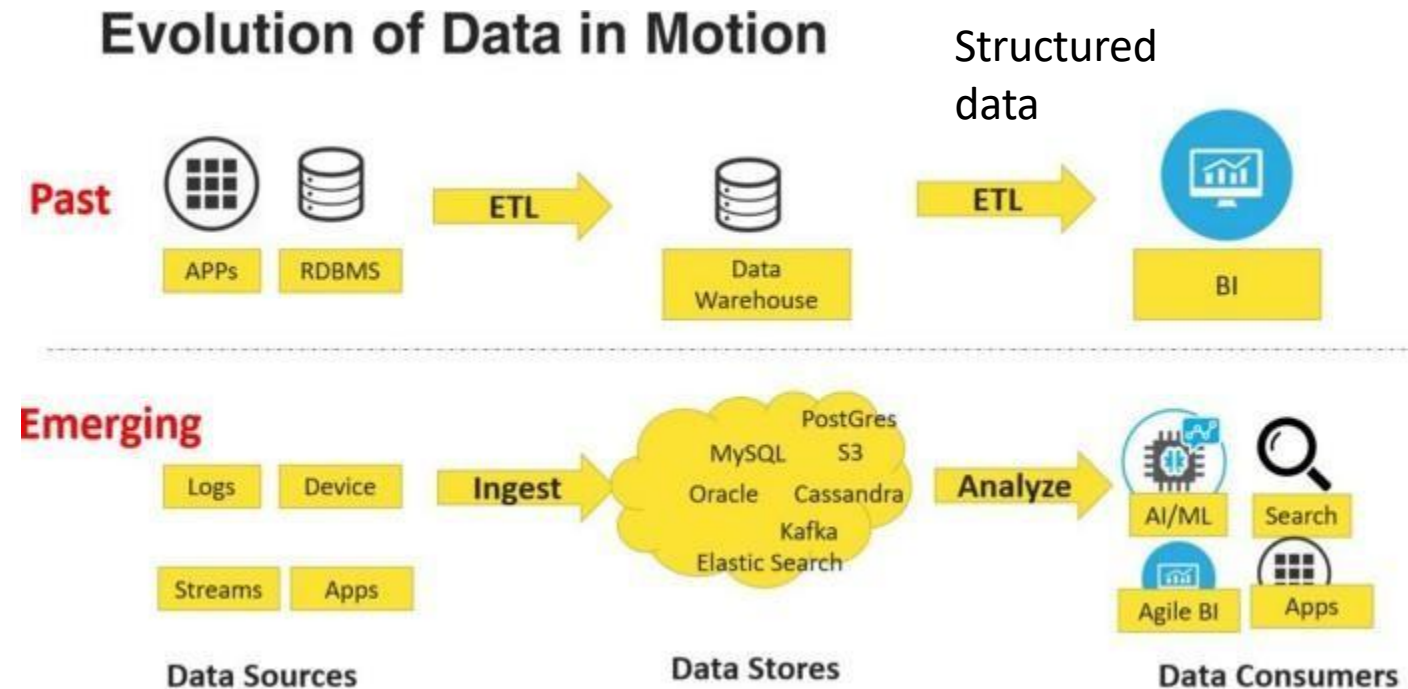 Evolution of Data in Motion
Structured
data
Past
ETL
ETL
APPs
RDBMS
Data
Warehouse
BI
Emerging
Logs
Device
Ingest
PostGres
MySQL
S3
Oracle
Cassandra
Kafka
Elastic Search
Analyze
AI/ML
Search
Streams
Apps
Agile BI
Apps
Data Sources
Data Stores
Data Consumers